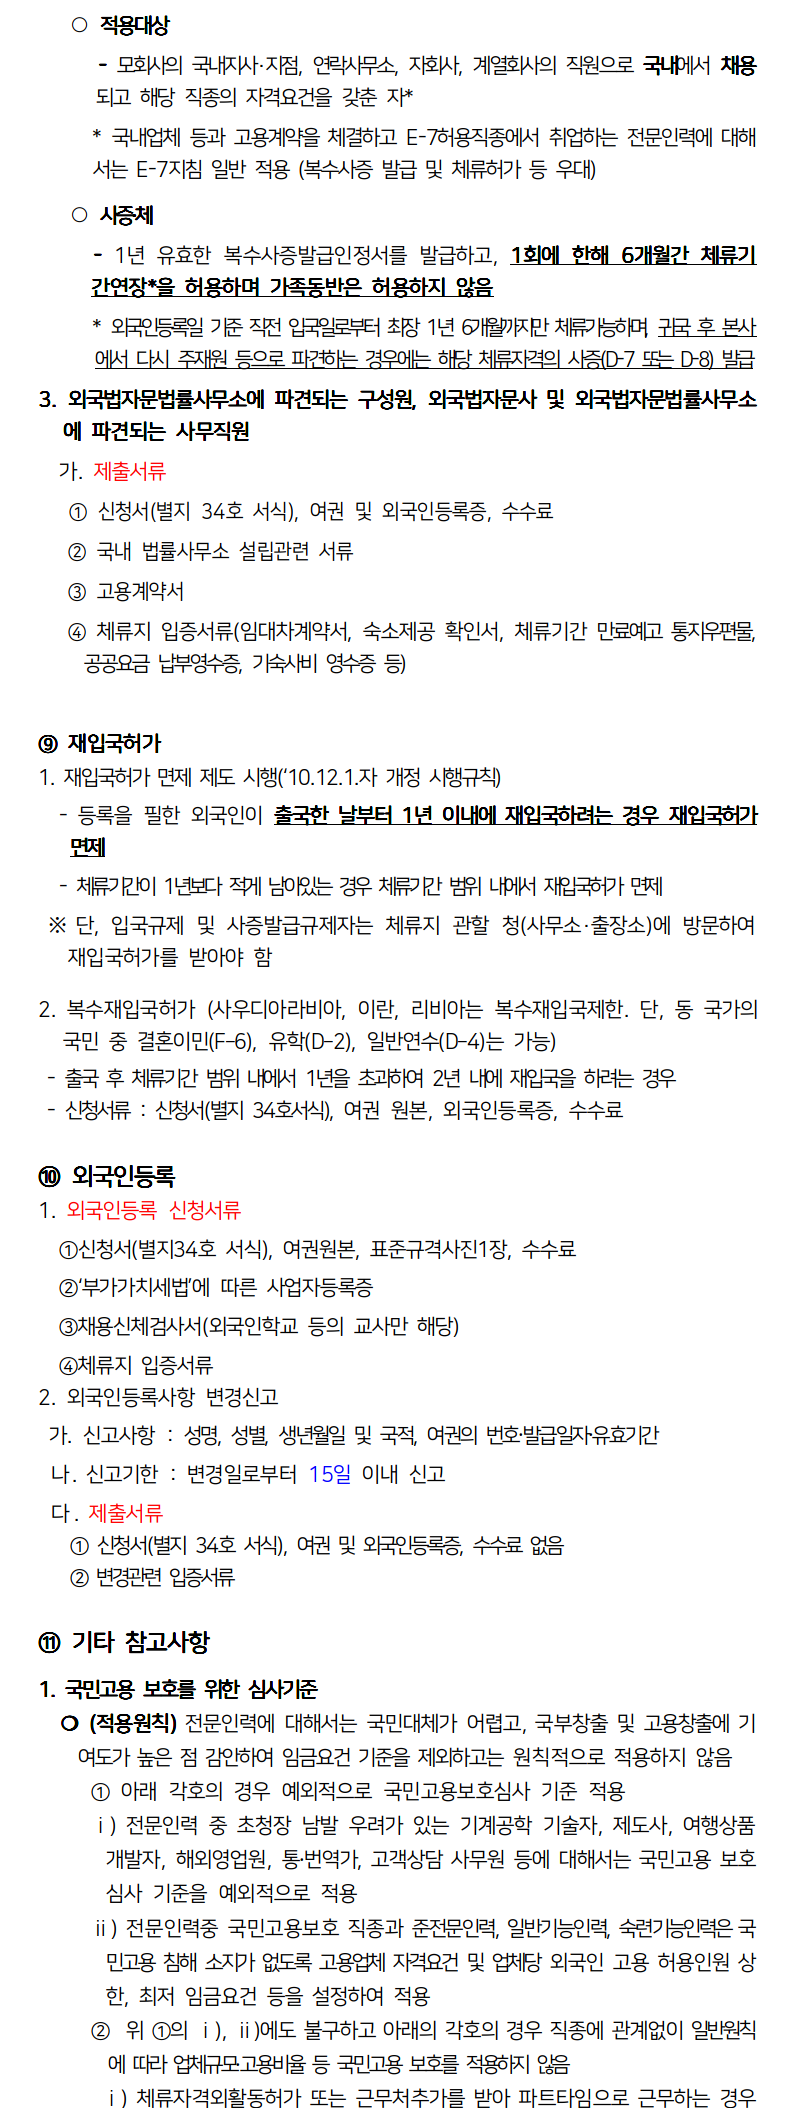 ○ 적용대상
- 모회사의 국내지사·지점, 연락사무소, 자회사, 계열회사의 직원으로 국내에서 채용
되고 해당 직종의 자격요건을 갖춘 자*
* 국내업체 등과 고용계약을 체결하고 E-7허용직종에서 취업하는 전문인력에 대해
서는 E-7지침 일반 적용 (복수사증 발급 및 체류허가 등 우대)
○ 사증·체
- 1년 유효한 복수사증발급인정서를 발급하고, 1회에 한해 6개월간 체류기
간연장*을 허용하며 가족동반은 허용하지 않음
* 외국인등록일 기준 직전 입국일로부터 최장 1년 6개월까지만 체류가능하며, 귀국 후 본사
에서 다시 주재원 등으로 파견하는 경우에는 해당 체류자격의 사증(D-7 또는 D-8) 발급
3. 외국법자문법률사무소에 파견되는 구성원, 외국법자문사 및 외국법자문법률사무소
에 파견되는 사무직원
가. 제출서류
① 신청서(별지 34호 서식), 여권 및 외국인등록증, 수수료
② 국내 법률사무소 설립관련 서류
③ 고용계약서
④ 체류지 입증서류(임대차계약서, 숙소제공 확인서, 체류기간 만료예고 통지우편물,
공공요금 납부영수증, 기숙사비 영수증 등)
⑨ 재입국허가
1. 재입국허가 면제 제도 시행(‘10.12.1.자 개정 시행규칙)
- 등록을 필한 외국인이 출국한 날부터 1년 이내에 재입국하려는 경우 재입국허가
면제
- 체류기간이 1년보다 적게 남아있는 경우 체류기간 범위 내에서 재입국허가 면제
※ 단, 입국규제 및 사증발급규제자는 체류지 관할 청(사무소·출장소)에 방문하여
재입국허가를 받아야 함
2. 복수재입국허가 (사우디아라비아, 이란, 리비아는 복수재입국제한. 단, 동 국가의
국민 중 결혼이민(F-6), 유학(D-2), 일반연수(D-4)는 가능)
- 출국 후 체류기간 범위 내에서 1년을 초과하여 2년 내에 재입국을 하려는 경우
- 신청서류 : 신청서(별지 34호서식), 여권 원본, 외국인등록증, 수수료
⑩ 외국인등록
1. 외국인등록 신청서류
①신청서(별지34호 서식), 여권원본, 표준규격사진1장, 수수료
②‘부가가치세법’에 따른 사업자등록증
③채용신체검사서(외국인학교 등의 교사만 해당)
④체류지 입증서류
2. 외국인등록사항 변경신고
가. 신고사항 : 성명, 성별, 생년월일 및 국적, 여권의 번호·발급일자·유효기간
나. 신고기한 : 변경일로부터 15일 이내 신고
다. 제출서류
① 신청서(별지 34호 서식), 여권 및 외국인등록증, 수수료 없음
② 변경관련 입증서류
⑪ 기타 참고사항
1. 국민고용 보호를 위한 심사기준
❍ (적용원칙) 전문인력에 대해서는 국민대체가 어렵고, 국부창출 및 고용창출에 기
여도가 높은 점 감안하여 임금요건 기준을 제외하고는 원칙적으로 적용하지 않음
① 아래 각호의 경우 예외적으로 국민고용보호심사 기준 적용
ⅰ) 전문인력 중 초청장 남발 우려가 있는 기계공학 기술자, 제도사, 여행상품
개발자, 해외영업원, 통·번역가, 고객상담 사무원 등에 대해서는 국민고용 보호
심사 기준을 예외적으로 적용
ⅱ) 전문인력중 국민고용보호 직종과 준전문인력, 일반기능인력, 숙련기능인력은 국
민고용 침해 소지가 없도록 고용업체 자격요건 및 업체당 외국인 고용 허용인원 상
한, 최저 임금요건 등을 설정하여 적용
② 위 ①의 ⅰ), ⅱ)에도 불구하고 아래의 각호의 경우 직종에 관계없이 일반원칙
에 따라 업체규모·고용비율 등 국민고용 보호를 적용하지 않음
ⅰ) 체류자격외활동허가 또는 근무처추가를 받아 파트타임으로 근무하는 경우